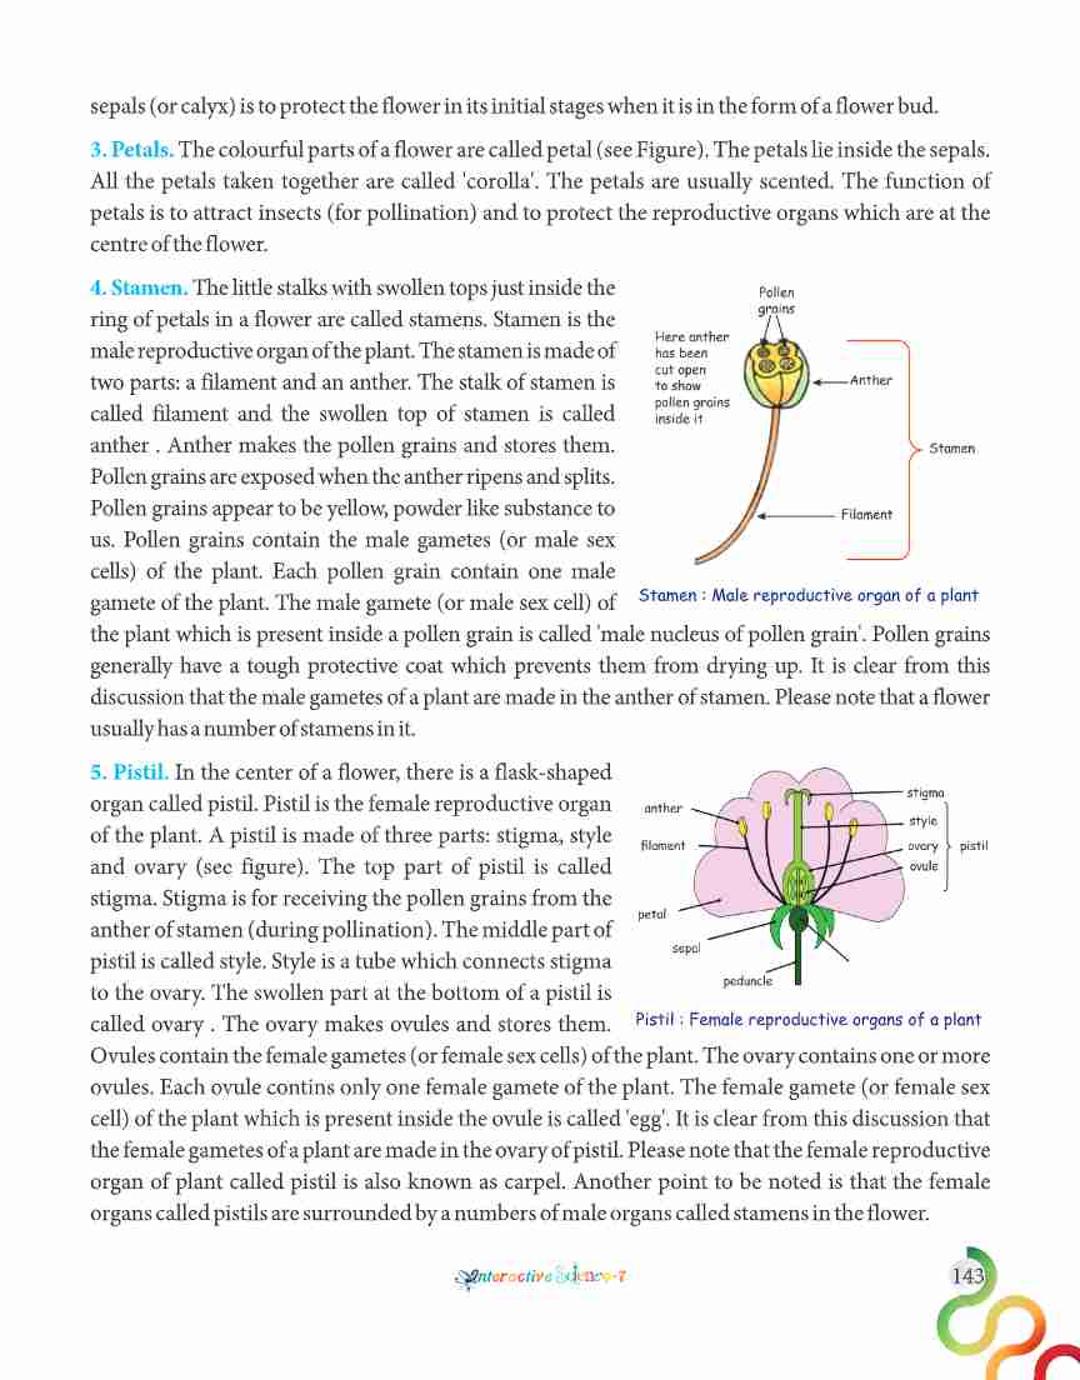 sepals (or calyx) is to protect the flower in its initial stages when it is in the form of a flower bud.
3. Petals. The colourful parts of a flower are called petal (see Figure). The petals lie inside the sepals.
All the petals taken together are called 'corolla'. The petals are usually scented. The function of
petals is to attract insects (for pollination) and to protect the reproductive organs which are at the
centre of the flower.
4. Stamen. The little stalks with swollen tops just inside the
ring of petals in a flower are called stamens. Stamen is the
male reproductive organ of the plant. The stamen is made of
two parts: a filament and an anther. The stalk of stamen is
called filament and the swollen top of stamen is called
anther . Anther makes the pollen grains and stores them.
Pollen grains are exposed when the anther ripens and splits.
Pollen grains appear to be yellow, powder like substance to
us. Pollen grains contain the male gametes (or male sex
cells) of the plant. Each pollen grain contain one male
gamete of the plant. The male gamete (or male sex cell) of
Pollen
grains
Here anther
has been
cut open
to show
pollen grains
inside it
Anther
Stamen
Filament
Stamen : Male reproductive organ of a plant
the plant which is present inside a pollen grain is called 'male nucleus of pollen grain'. Pollen grains
generally have a tough protective coat which prevents them from drying up. It is clear from this
discussion that the male gametes of a plant are made in the anther of stamen. Please note that a flower
usually has a number of stamens in it.
5. Pistil. In the center of a flower, there is a flask-shaped
organ called pistil. Pistil is the female reproductive organ
of the plant. A pistil is made of three parts: stigma, style
and ovary (see figure). The top part of pistil is called
stigma. Stigma is for receiving the pollen grains from the
anther of stamen (during pollination). The middle part of
pistil is called style. Style is a tube which connects stigma
to the ovary. The swollen part at the bottom of a pistil is
called ovary . The ovary makes ovules and stores them.
anther
filament
petal
sepal
peduncle
stigma
style
ovary
ovule
pistil
Pistil : Female reproductive organs of a plant
Ovules contain the female gametes (or female sex cells) of the plant. The ovary contains one or more
ovules. Each ovule contins only one female gamete of the plant. The female gamete (or female sex
cell) of the plant which is present inside the ovule is called 'egg'. It is clear from this discussion that
the female gametes of a plant are made in the ovary of pistil. Please note that the female reproductive
organ of plant called pistil is also known as carpel. Another point to be noted is that the female
organs called pistils are surrounded by a numbers of male organs called stamens in the flower.
Interactive Science-7
143